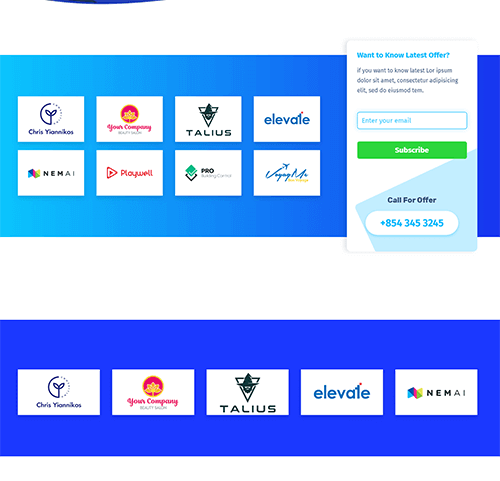 Want to Know Latest Offer?
if you want to know latest Lor ipsum
dolor sit amet, consectetur adipisicing
elit, sed do eiusmod tem.
Enter your email
Subscribe
Call For Offer
+854 345 3245
Chris Yiannikos
Your Company
BEAUTY SALON
TALIUS
elevate
NEMAI
Playwell
PRO
Building Central
VoyagMe
Chris Yiannikos
Your Company
BEAUTY SALON
TALIUS
elevate
NEMAI